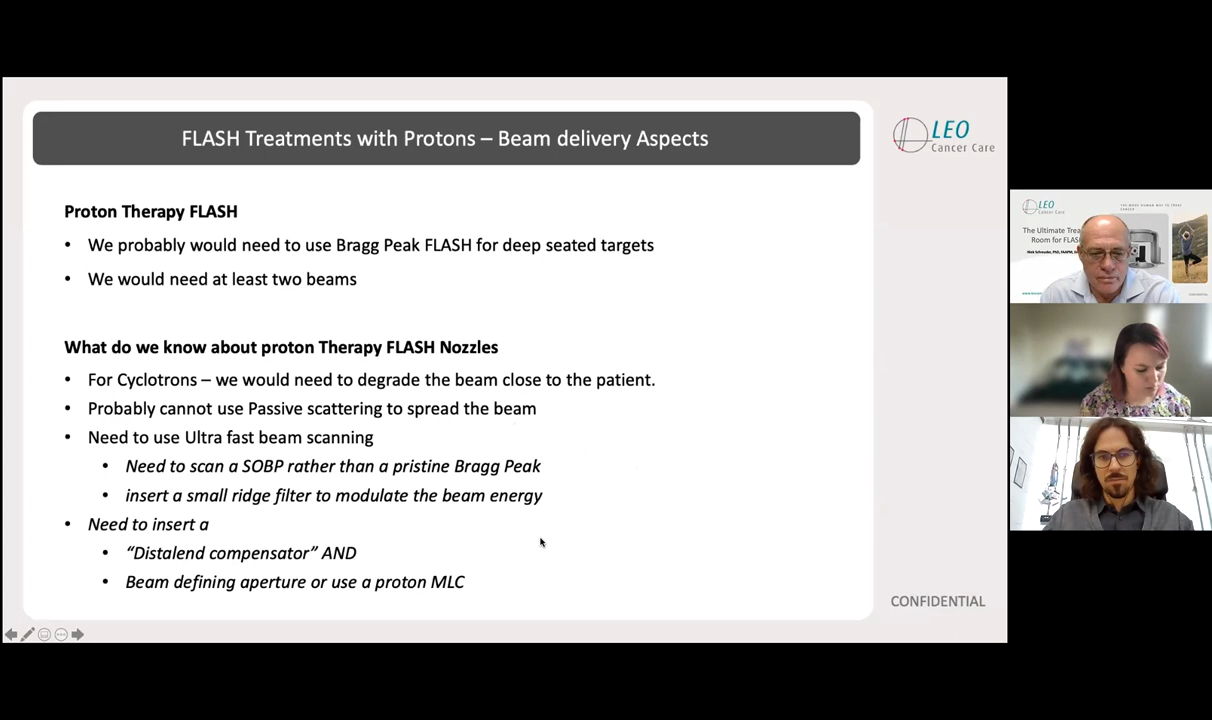 FLASH Treatments with Protons – Beam delivery Aspects
LEO
Cancer Care
Proton Therapy FLASH
• We probably would need to use Bragg Peak FLASH for deep seated targets
• We would need at least two beams
What do we know about proton Therapy FLASH Nozzles
• For Cyclotrons – we would need to degrade the beam close to the patient.
• Probably cannot use Passive scattering to spread the beam
• Need to use Ultra fast beam scanning
• Need to scan a SOBP rather than a pristine Bragg Peak
• insert a small ridge filter to modulate the beam energy
• Need to insert a
• “Distalend compensator” AND
• Beam defining aperture or use a proton MLC
CONFIDENTIAL
LEO
Cancer Care
The Ultimate Trea
Room for FLAS